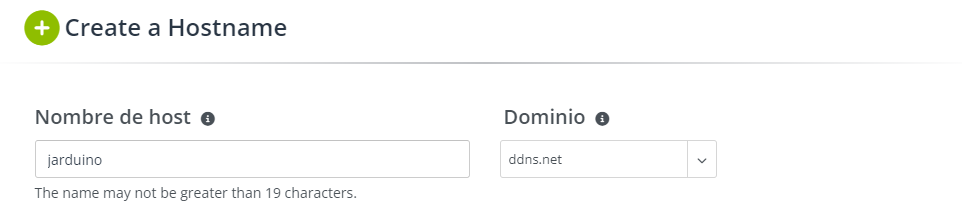 Create a Hostname
Nombre de host Dominio
jarduino ddns.net
The name may not be greater than 19 characters.